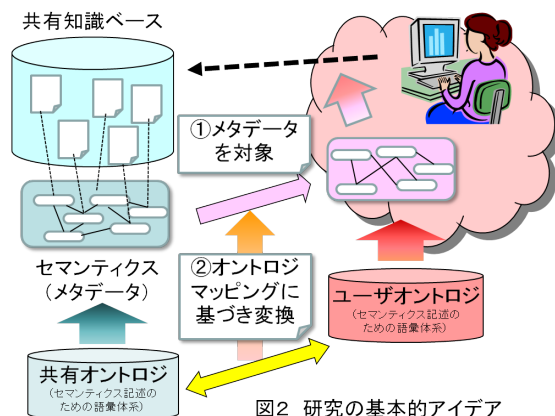 共有知識ベース
①メタデータ
を対象
セマンティクス
（メタデータ）
②オントロジ
マッピングに
基づき変換
ユーザオントロジ
（セマンティクス記述の
ための語彙体系）
共有オントロジ
（セマンティクス記述の
ための語彙体系）
図2 研究の基本的アイデア